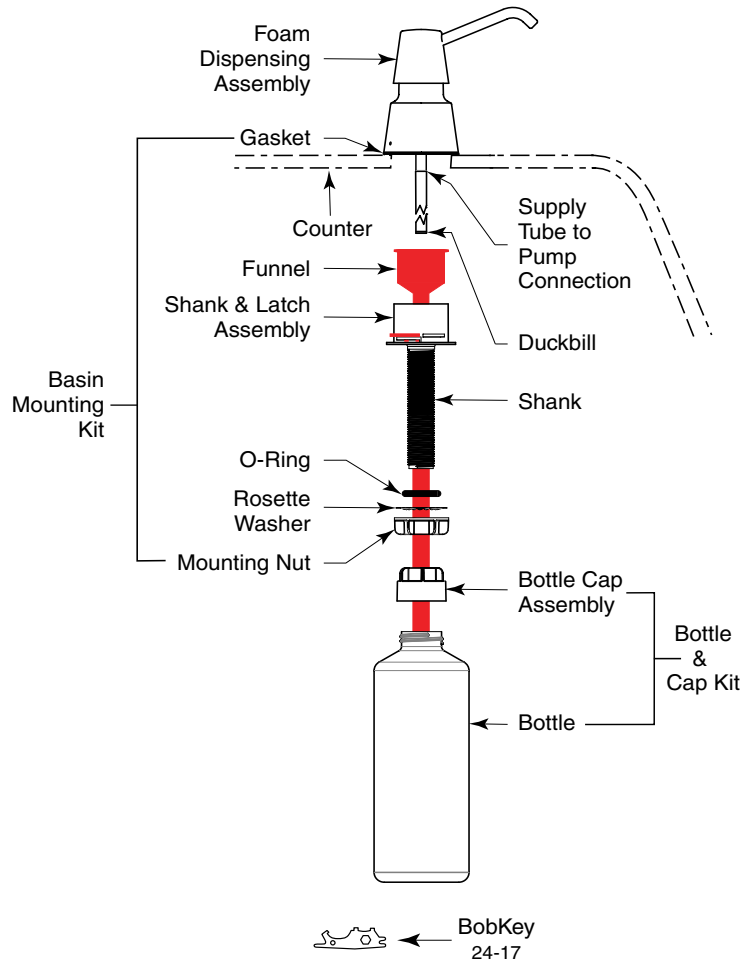 Foam
Dispensing
Assembly
Gasket
Counter
Supply
Tube to
Pump
Connection
Funnel
Shank & Latch
Assembly
Duckbill
Basin
Mounting
Kit
Shank
O-Ring
Rosette
Washer
Mounting Nut
Bottle Cap
Assembly
Bottle
&
Cap Kit
Bottle
BobKey
24-17